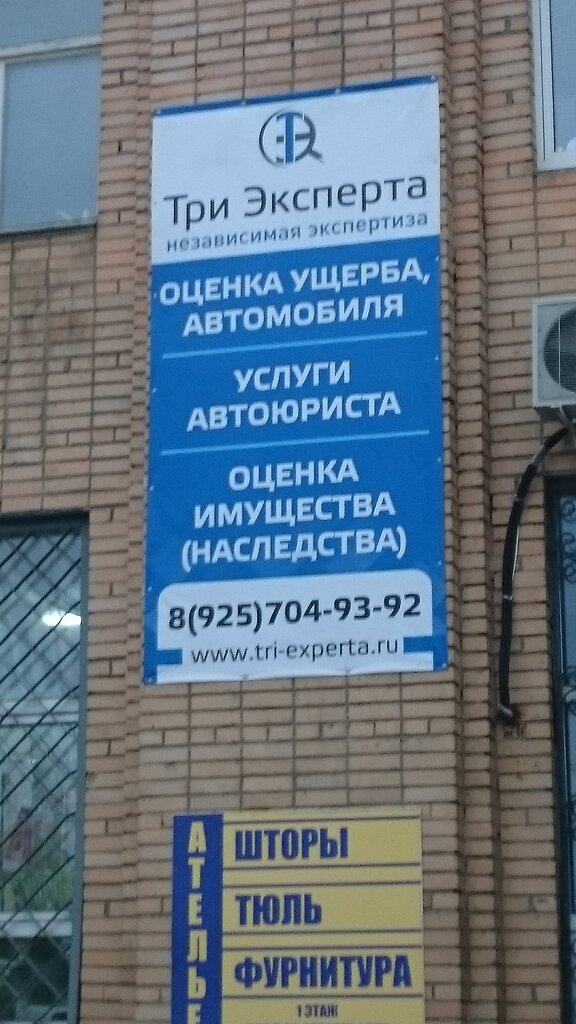 Три Эксперта
независимая экспертиза
ОЦЕНКА УЩЕРБА,
АВТОМОБИЛЯ
УСЛУГИ
АВТОЮРИСТА
ОЦЕНКА
ИМУЩЕСТВА
(НАСЛЕДСТВА)
8(925)704-93-92
www.tri-experta.ru
АТЕЛЬЕ
ШТОРЫ
ТЮЛЬ
ФУРНИТУРА
1 ЭТАЖ